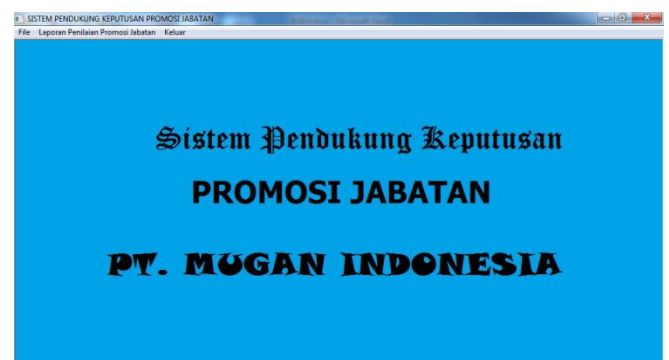 SISTEM PENDUKUNG KEPUTUSAN PROMOSI JABATAN
File Laporan Penilaian Promosi Jabatan Keluar
Sistem Pendukung Keputusan
PROMOSI JABATAN
PT. MUGAN INDONESIA